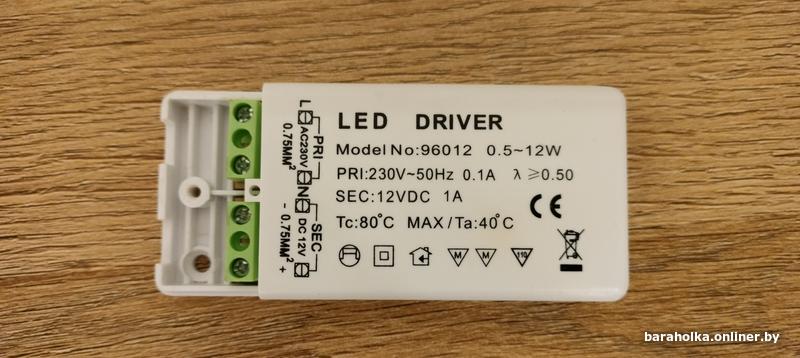 LED DRIVER
Model No:96012 0.5~12W
PRI:230V~50Hz 0.1A λ ≥0.50
SEC:12VDC 1A
Tc:80°C MAX/Ta:40°C
CE
M M 110
L N
PRI
AC230V
0.75MM²
SEC
DC 12V
- 0.75MM² +
baraholka.onliner.by